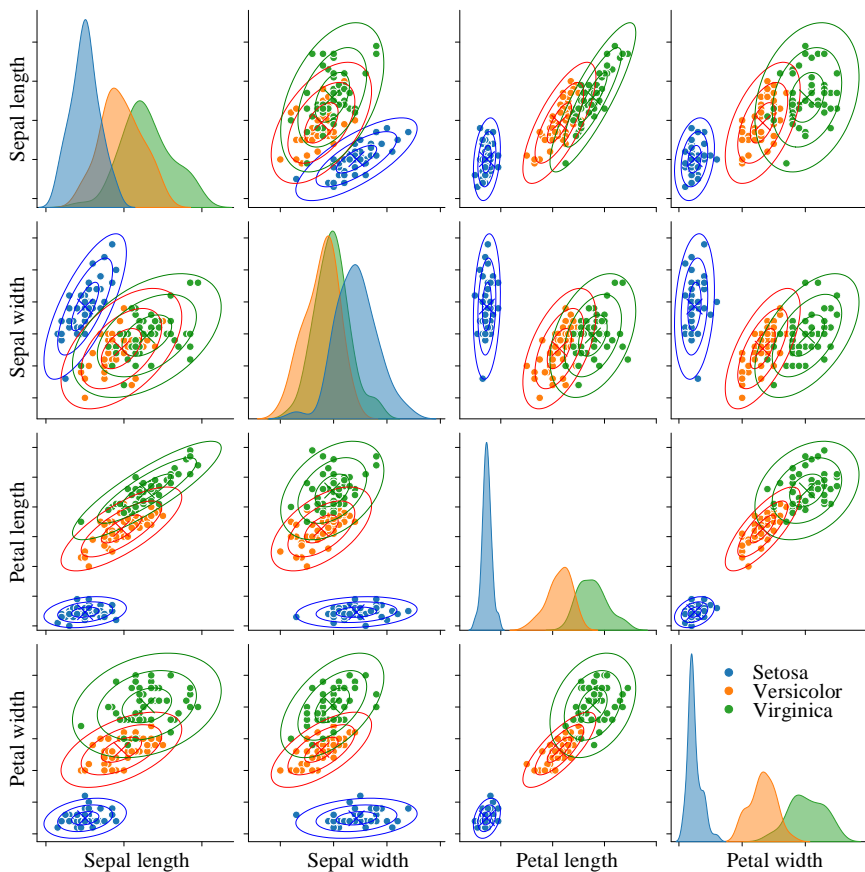 Sepal length
Sepal width
Petal length
Petal width
Setosa
Versicolor
Virginica
Sepal length
Sepal width
Petal length
Petal width